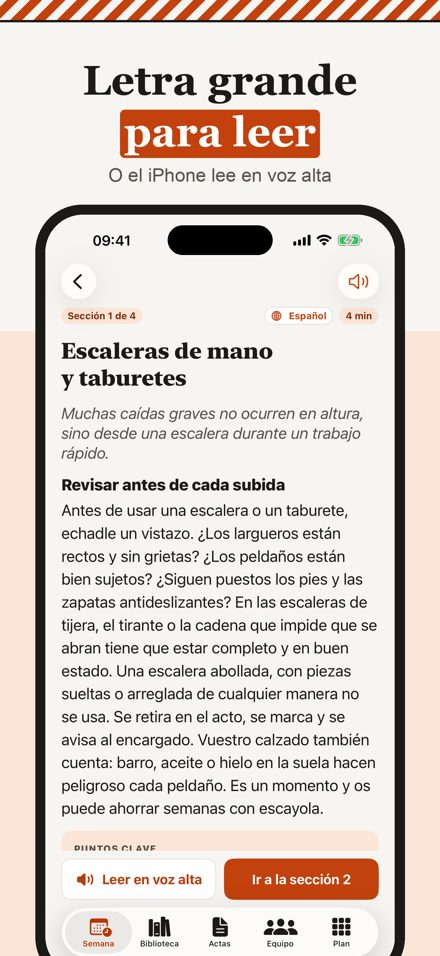 Letra grande
para leer
O el iPhone lee en voz alta
09:41
Sección 1 de 4
Español
4 min
Escaleras de mano
y taburetes
Muchas caídas graves no ocurren en altura,
sino desde una escalera durante un trabajo
rápido.
Revisar antes de cada subida
Antes de usar una escalera o un taburete,
echadle un vistazo. ¿Los largueros están
rectos y sin grietas? ¿Los peldaños están
bien sujetos? ¿Siguen puestos los pies y las
zapatas antideslizantes? En las escaleras de
tijera, el tirante o la cadena que impide que se
abran tiene que estar completo y en buen
estado. Una escalera abollada, con piezas
sueltas o arreglada de cualquier manera no
se usa. Se retira en el acto, se marca y se
avisa al encargado. Vuestro calzado también
cuenta: barro, aceite o hielo en la suela hacen
peligroso cada peldaño. Es un momento y os
puede ahorrar semanas con escayola.
PUNTOS CLAVE
Leer en voz alta
Ir a la sección 2
Semana
Biblioteca
Actas
Equipo
Plan